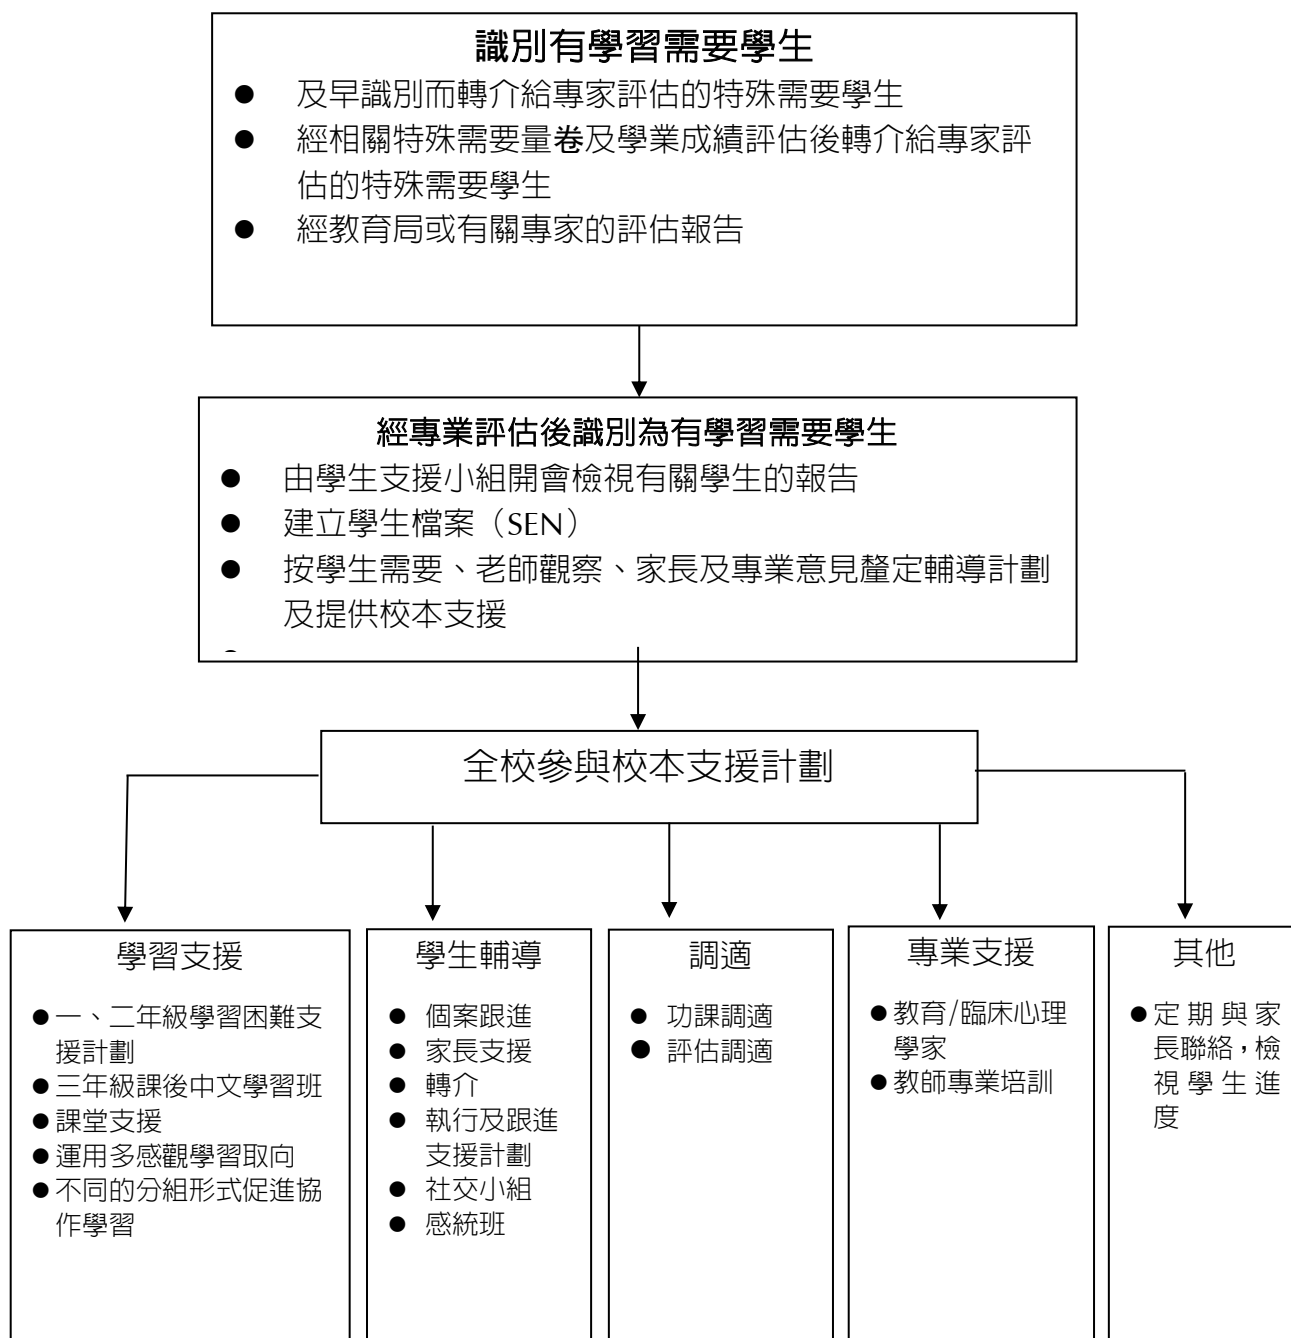 識別有學習需要學生
● 及早識別而轉介給專家評估的特殊需要學生
● 經相關特殊需要量卷及學業成績評估後轉介給專家評
估的特殊需要學生
● 經教育局或有關專家的評估報告
經專業評估後識別為有學習需要學生
● 由學生支援小組開會檢視有關學生的報告
● 建立學生檔案（SEN）
● 按學生需要、老師觀察、家長及專業意見釐定輔導計劃
及提供校本支援
全校參與校本支援計劃
學習支援
● 一、二年級學習困難支
援計劃
● 三年級課後中文學習班
● 課堂支援
● 運用多感觀學習取向
● 不同的分組形式促進協
作學習
學生輔導
● 個案跟進
● 家長支援
● 轉介
● 執行及跟進
支援計劃
● 社交小組
● 感統班
調適
● 功課調適
● 評估調適
專業支援
● 教育/臨床心理
學家
● 教師專業培訓
其他
● 定期與家
長聯絡，檢
視學生進
度